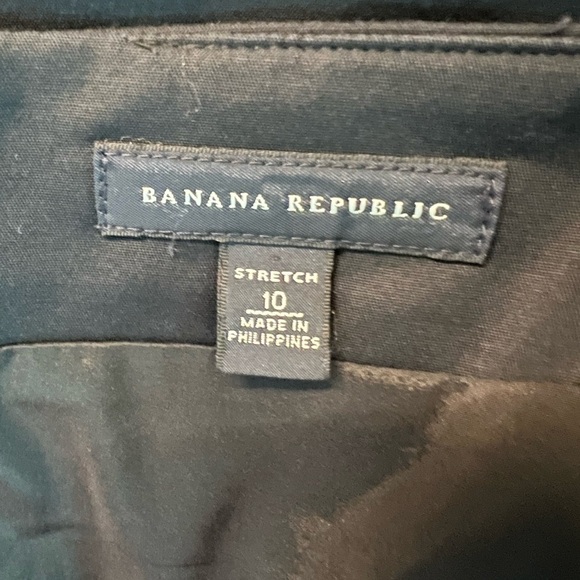 BANANA REPUBLIC
STRETCH
10
MADE IN
PHILIPPINES